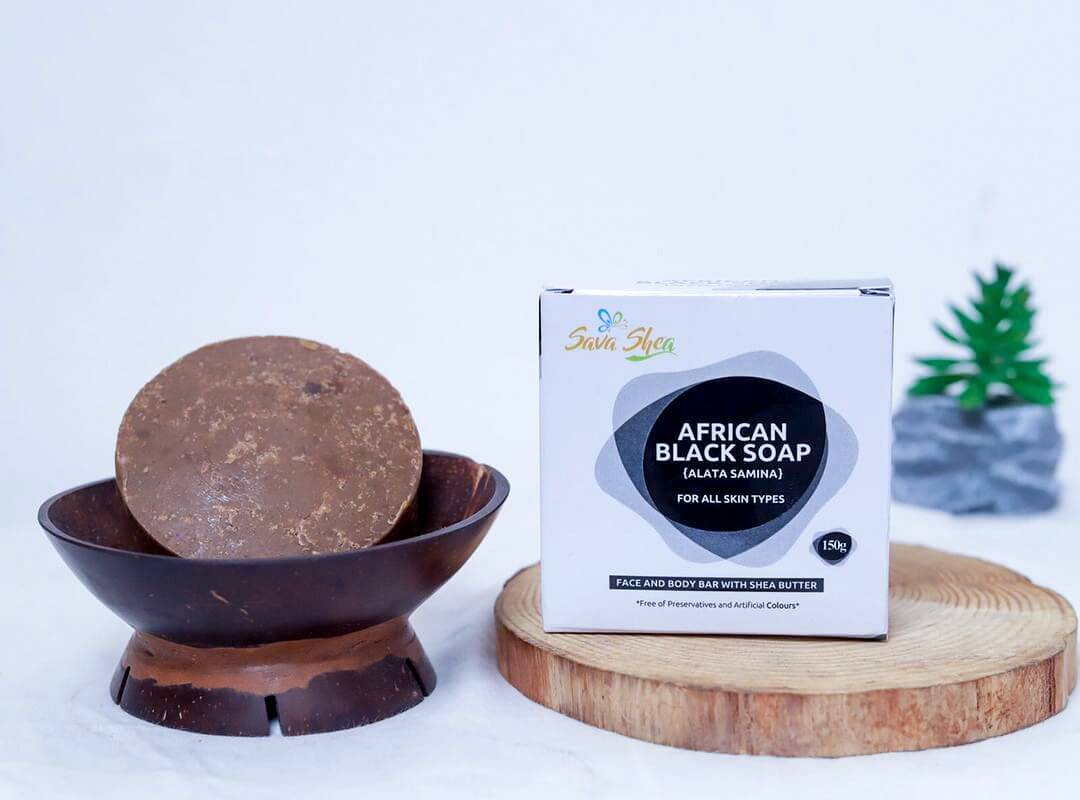 Sava Shea
AFRICAN
BLACK SOAP
{ALATA SAMINA}
FOR ALL SKIN TYPES
150g
FACE AND BODY BAR WITH SHEA BUTTER
*Free of Preservatives and Artificial Colours*